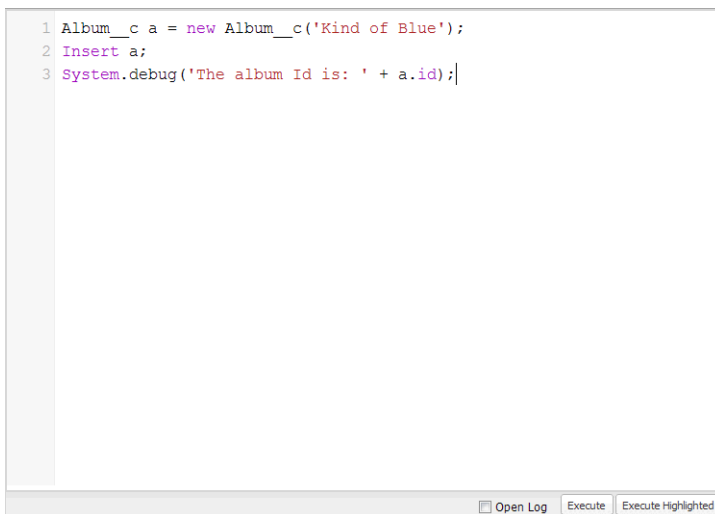 1 Album__c a = new Album__c('Kind of Blue');
2 Insert a;
3 System.debug('The album Id is: ' + a.id);
Open Log Execute Execute Highlighted